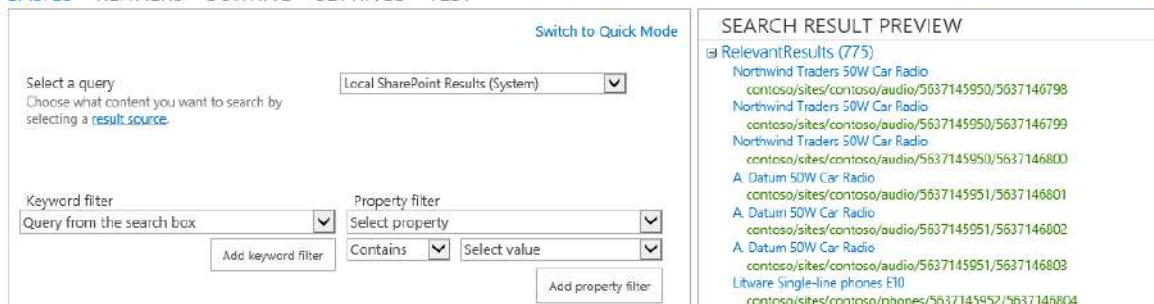 Switch to Quick Mode
Select a query
Choose what content you want to search by
selecting a result source.
Local SharePoint Results (System)
Keyword filter
Query from the search box
Add keyword filter
Property filter
Select property
Contains
Select value
Add property filter
SEARCH RESULT PREVIEW
RelevantResults (775)
Northwind Traders 50W Car Radio
contoso/sites/contoso/audio/5637145950/5637146798
Northwind Traders 50W Car Radio
contoso/sites/contoso/audio/5637145950/5637146799
Northwind Traders 50W Car Radio
contoso/sites/contoso/audio/5637145950/5637146800
A. Datum 50W Car Radio
contoso/sites/contoso/audio/5637145951/5637146801
A. Datum 50W Car Radio
contoso/sites/contoso/audio/5637145951/5637146802
A. Datum 50W Car Radio
contoso/sites/contoso/audio/5637145951/5637146803
Litware Single-line phones E10
contoso/sites/contoso/phones/5637145952/5637146804